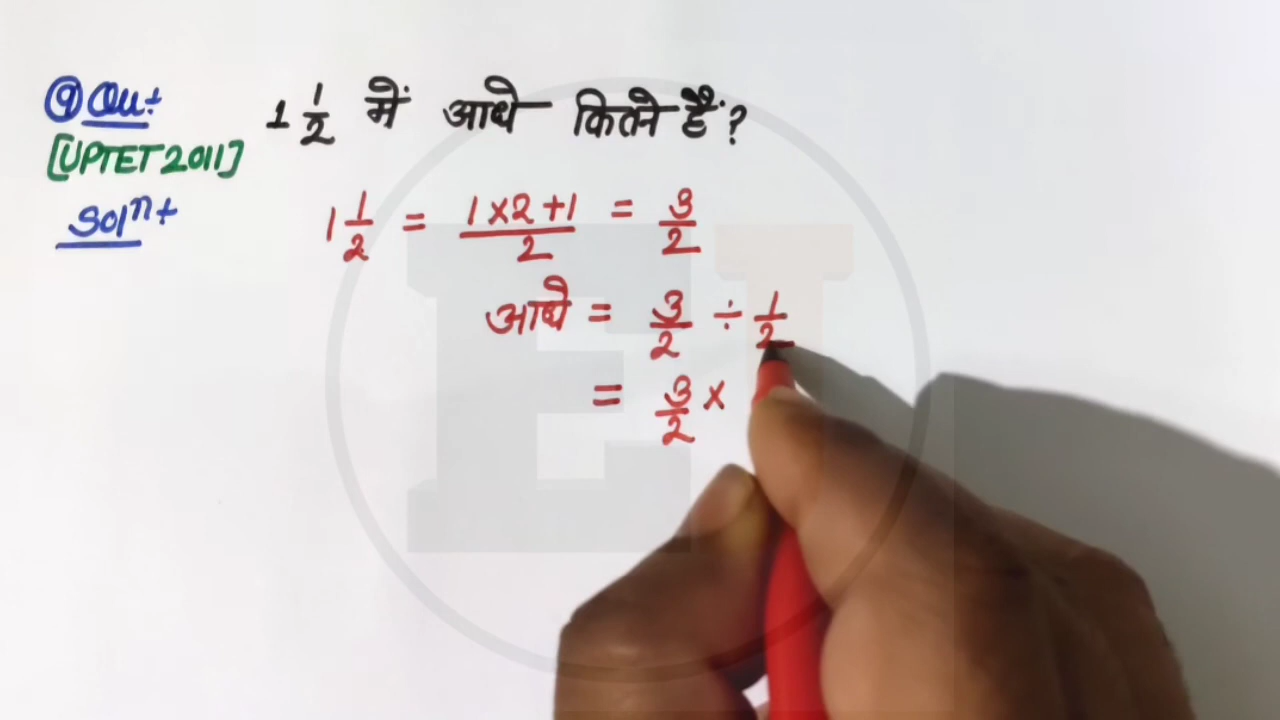 9 Qu÷ 1 1/2 में आधे कितने हैं?
[UPTET 2011]
Solⁿ+ 1 1/2 = 1×2+1/2 = 3/2
आधे = 3/2 ÷ 1/2
= 3/2 ×
EI